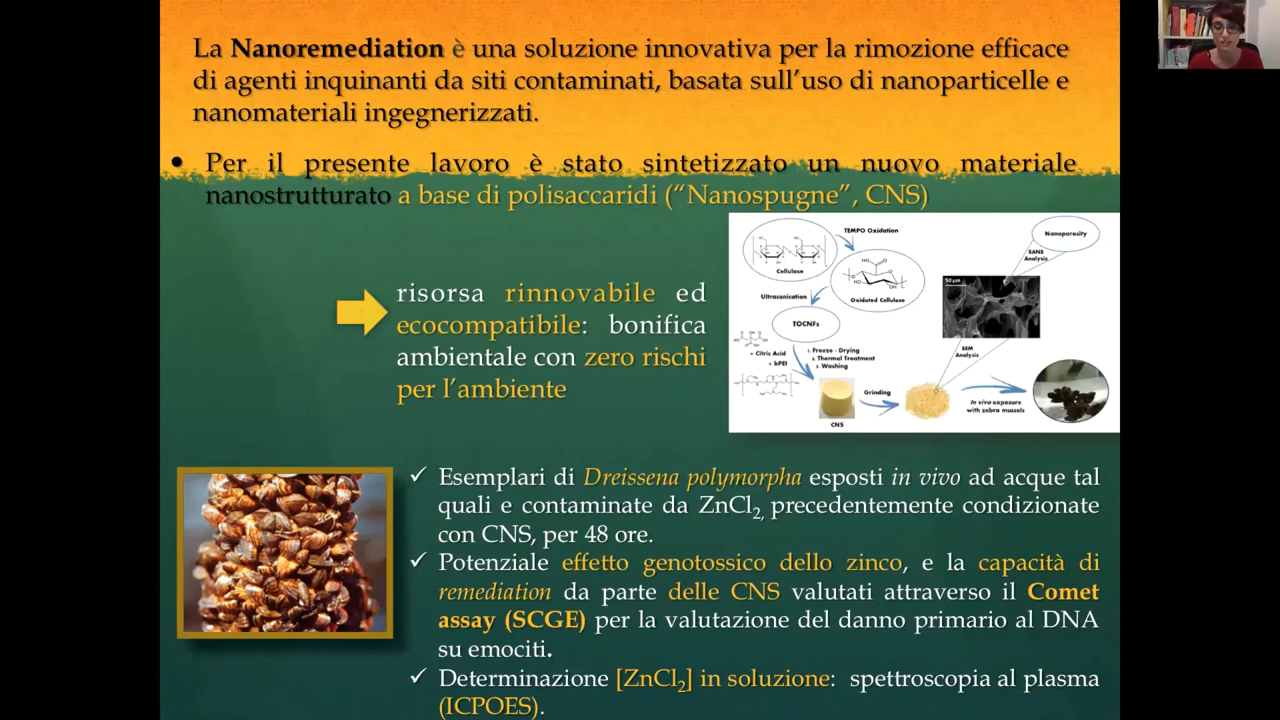 La Nanoremediation è una soluzione innovativa per la rimozione efficace
di agenti inquinanti da siti contaminati, basata sull'uso di nanoparticelle e
nanomateriali ingegnerizzati.
• Per il presente lavoro è stato sintetizzato un nuovo materiale
nanostrutturato a base di polisaccaridi (“Nanospugne”, CNS)
risorsa rinnovabile ed
ecocompatibile: bonifica
ambientale con zero rischi
per l'ambiente
TEMPO Oxidation
Cellulose
Oxidated Cellulose
Ultrasonication
TOCNFs
+ Citric Acid
+ bPEI
1. Freeze - Drying
2. Thermal Treatment
3. Washing
CNS
Grinding
Nanoporosity
SANS
Analysis
50 µm
SEM
Analysis
In vivo exposure
with zebra mussels
✓ Esemplari di Dreissena polymorpha esposti in vivo ad acque tal
quali e contaminate da ZnCl2, precedentemente condizionate
con CNS, per 48 ore.
✓ Potenziale effetto genotossico dello zinco, e la capacità di
remediation da parte delle CNS valutati attraverso il Comet
assay (SCGE) per la valutazione del danno primario al DNA
su emociti.
✓ Determinazione [ZnCl2] in soluzione: spettroscopia al plasma
(ICPOES).